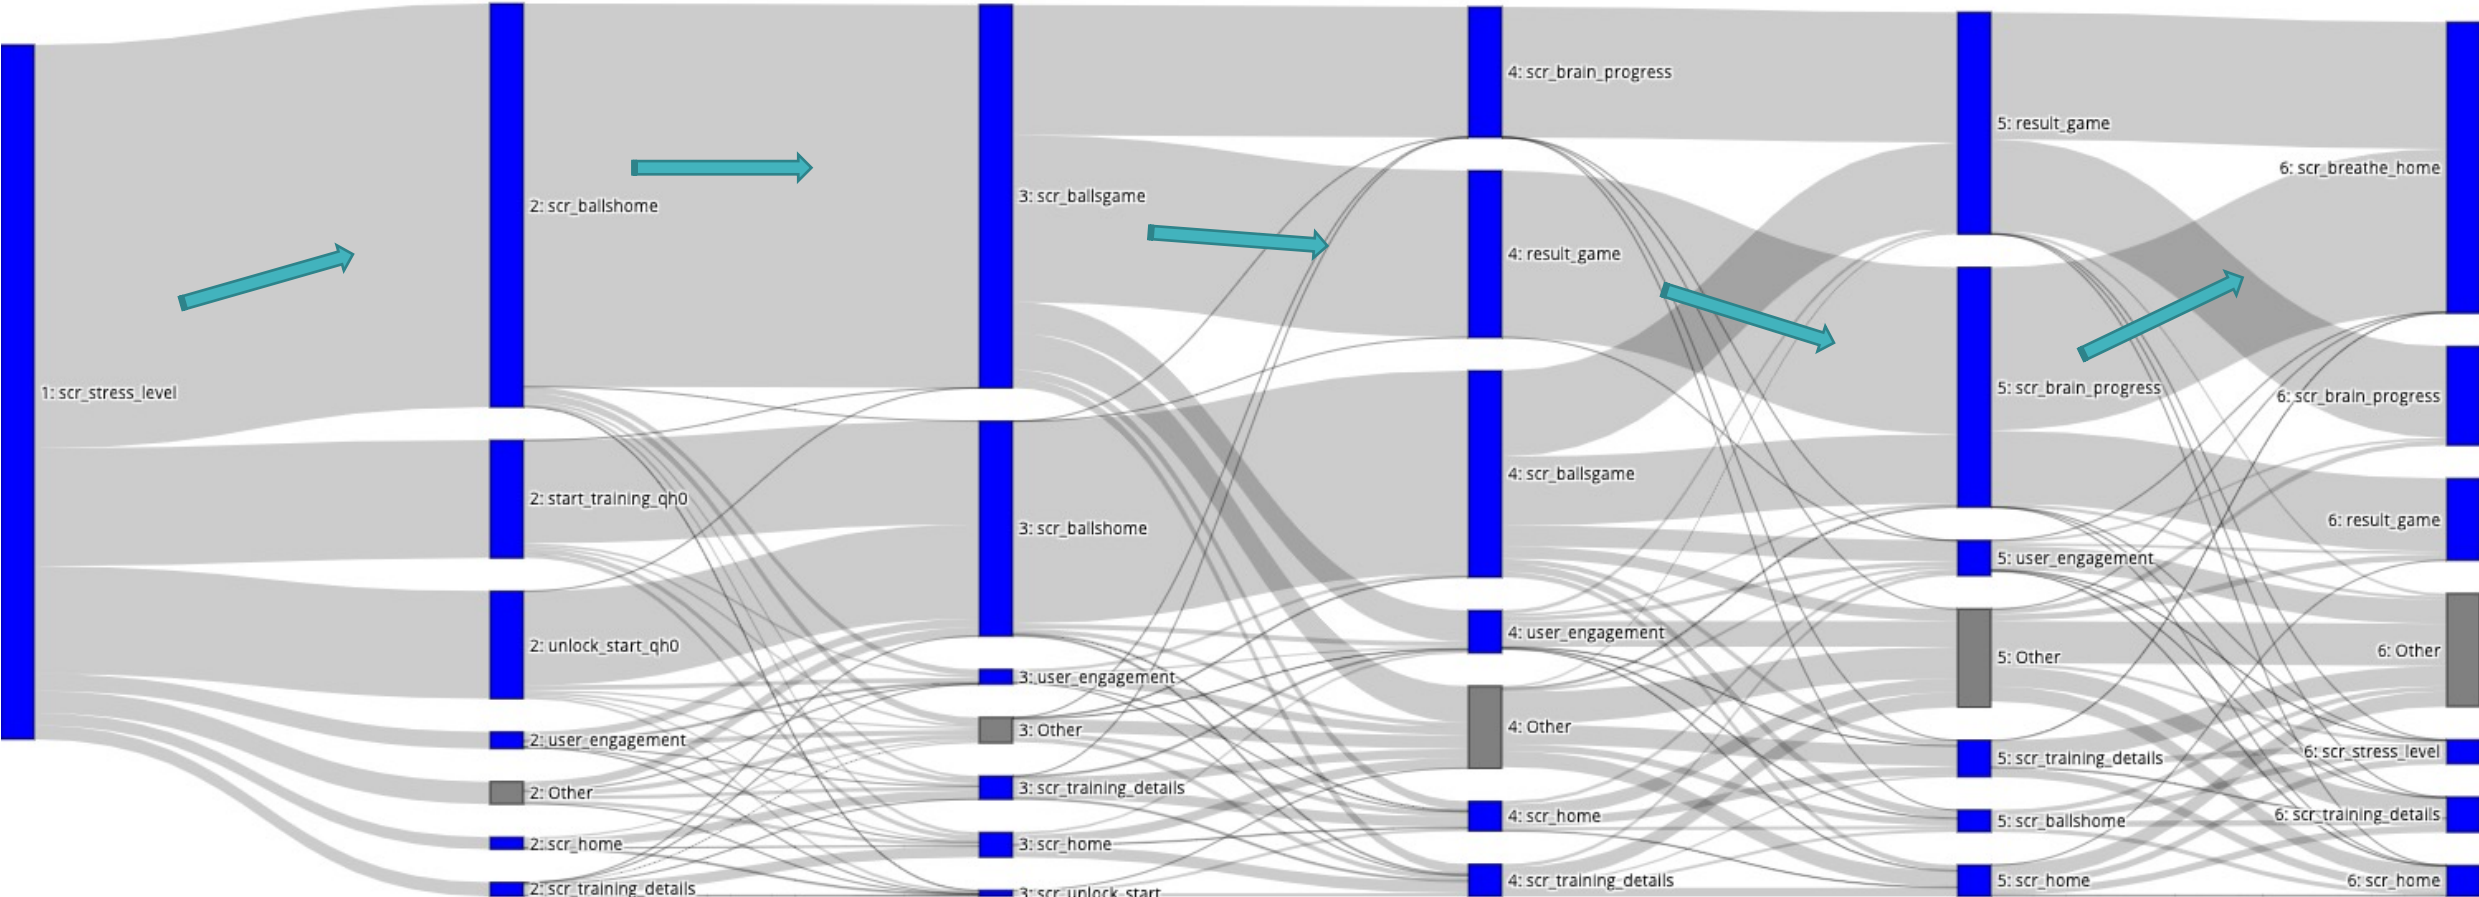 1: scr_stress_level
2: scr_ballshome
2: start_training_qh0
2: unlock_start_qh0
2: user_engagement
2: Other
2: scr_home
2: scr_training_details
3: scr_ballsgame
3: scr_ballshome
3: user_engagement
3: Other
3: scr_training_details
3: scr_home
3: scr_unlock_start
4: scr_brain_progress
4: result_game
4: scr_ballsgame
4: user_engagement
4: Other
4: scr_home
4: scr_training_details
5: result_game
5: scr_brain_progress
5: user_engagement
5: Other
5: scr_training_details
5: scr_ballshome
5: scr_home
6: scr_breathe_home
6: scr_brain_progress
6: result_game
6: Other
6: scr_stress_level
6: scr_training_details
6: scr_home